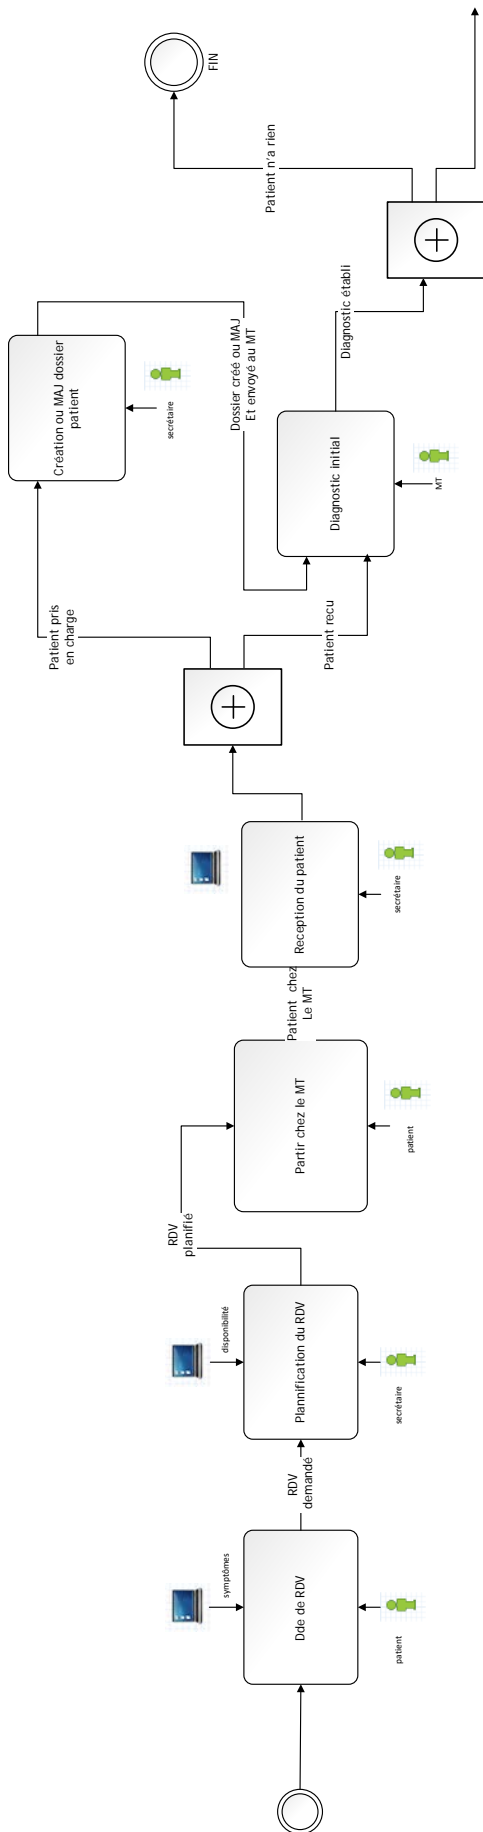 Dde de RDV
symptômes
patient
RDV
demandé
Plannification du RDV
disponibilité
secrétaire
RDV
planifié
Partir chez le MT
patient
Patient chez
Le MT
Reception du patient
secrétaire
Patient pris
en charge
Création ou MAJ dossier
patient
secrétaire
Dossier créé ou MAJ
Et envoyé au MT
Patient recu
Diagnostic initial
MT
Diagnostic établi
Patient n'a rien
FIN